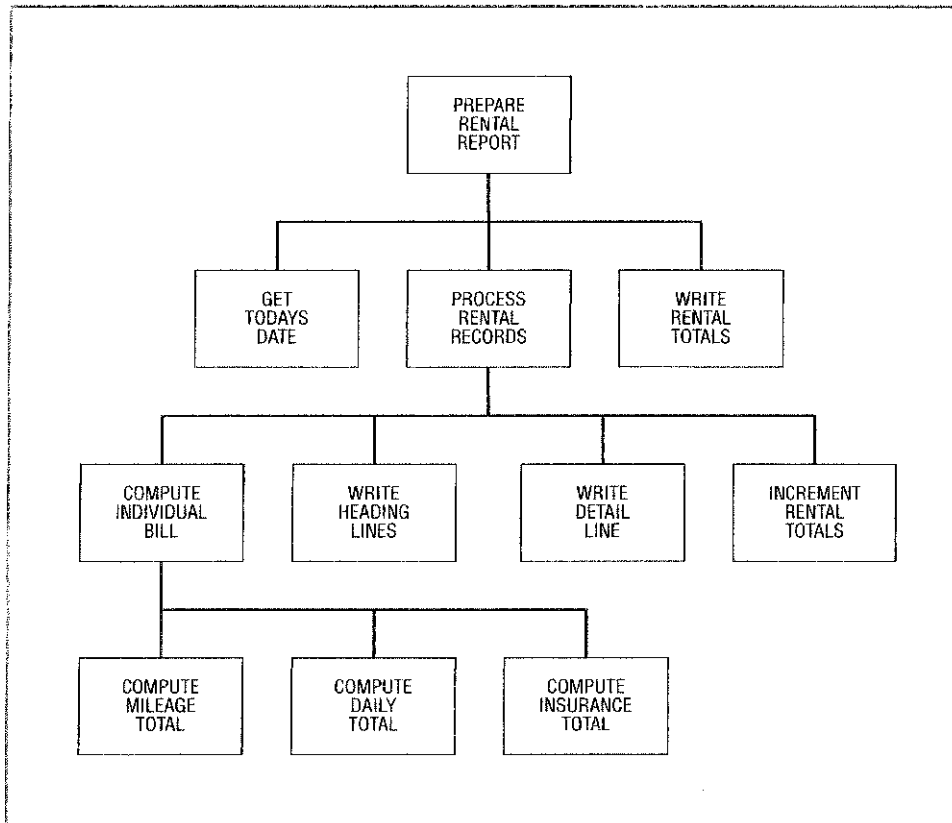 PREPARE
RENTAL
REPORT
GET
TODAYS
DATE
PROCESS
RENTAL
RECORDS
WRITE
RENTAL
TOTALS
COMPUTE
INDIVIDUAL
BILL
WRITE
HEADING
LINES
WRITE
DETAIL
LINE
INCREMENT
RENTAL
TOTALS
COMPUTE
MILEAGE
TOTAL
COMPUTE
DAILY
TOTAL
COMPUTE
INSURANCE
TOTAL